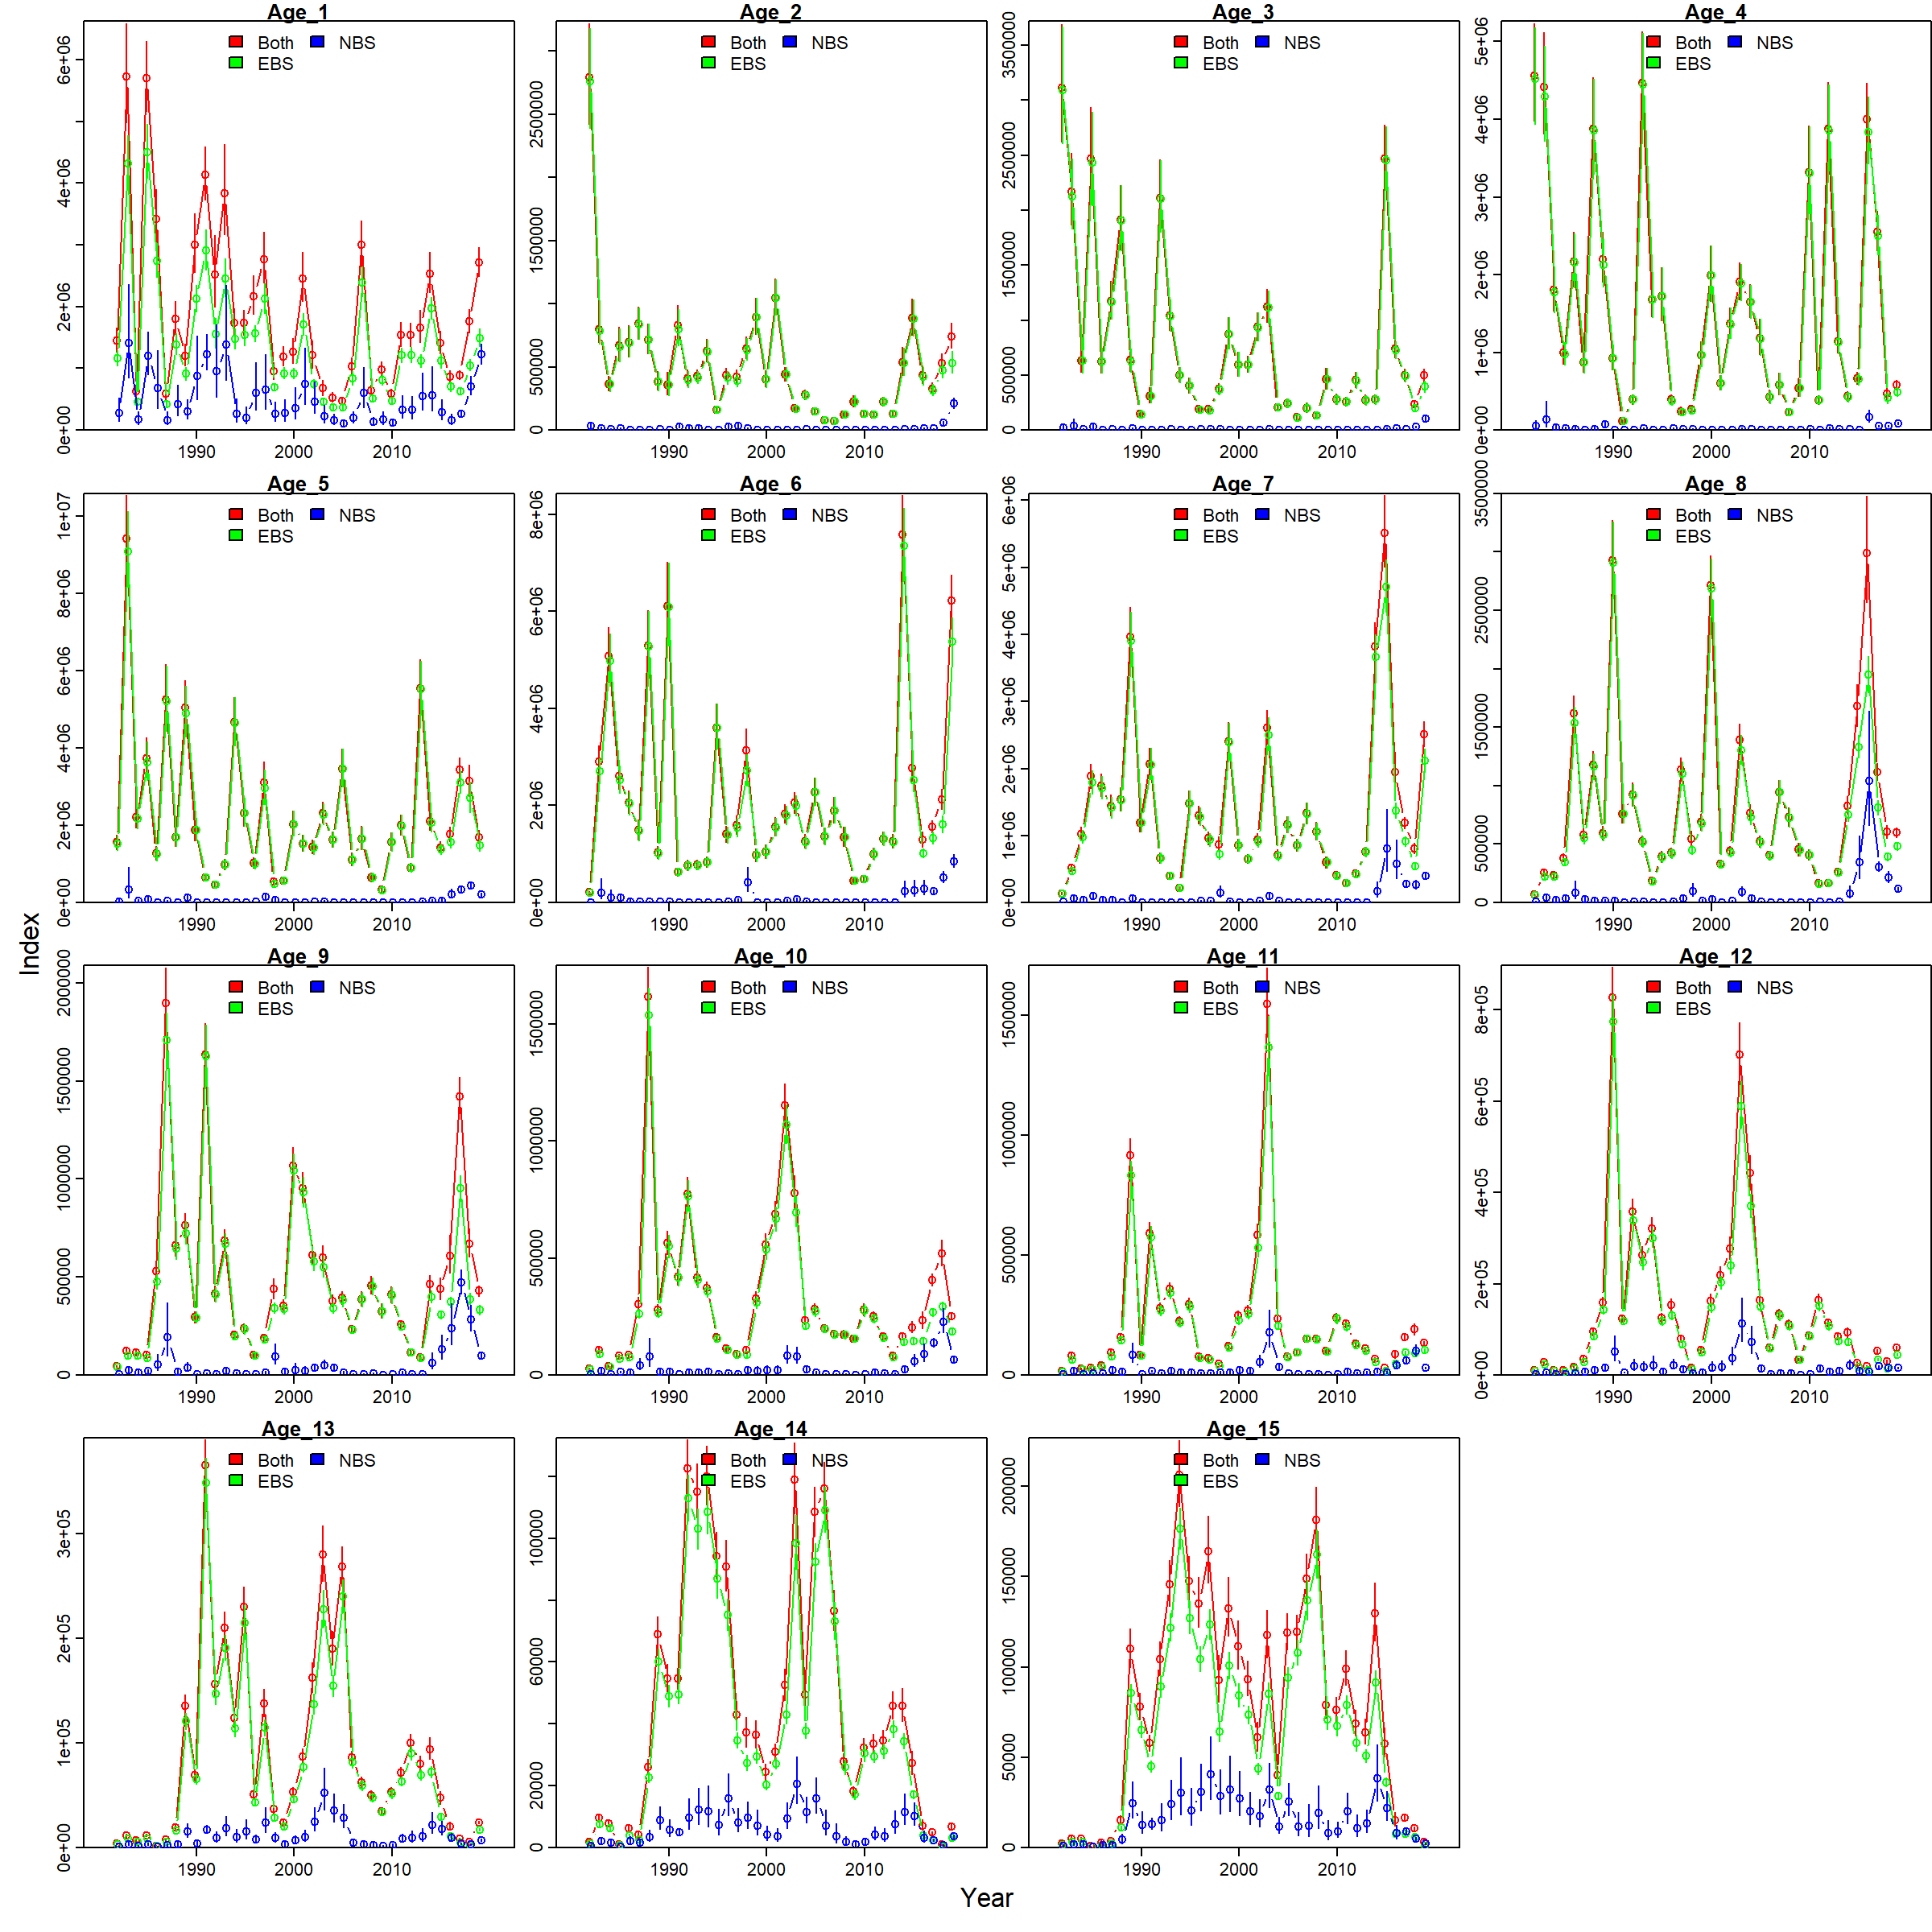 Age_1
Both NBS
EBS
6e+06
4e+06
2e+06
0e+00
1990 2000 2010
Age_2
Both NBS
EBS
2500000
1500000
500000
0
1990 2000 2010
Age_3
Both NBS
EBS
3500000
2500000
1500000
500000
0
1990 2000 2010
Age_4
Both NBS
EBS
5e+06
4e+06
3e+06
2e+06
1e+06
0e+00
1990 2000 2010
Age_5
Both NBS
EBS
1e+07
8e+06
6e+06
4e+06
2e+06
0e+00
1990 2000 2010
Age_6
Both NBS
EBS
8e+06
6e+06
4e+06
2e+06
0e+00
1990 2000 2010
Age_7
Both NBS
EBS
6e+06
5e+06
4e+06
3e+06
2e+06
1e+06
0e+00
1990 2000 2010
Age_8
Both NBS
EBS
3500000
2500000
1500000
500000
0
1990 2000 2010
Index
Age_9
Both NBS
EBS
2000000
1500000
1000000
500000
0
1990 2000 2010
Age_10
Both NBS
EBS
1500000
1000000
500000
0
1990 2000 2010
Age_11
Both NBS
EBS
1500000
1000000
500000
0
1990 2000 2010
Age_12
Both NBS
EBS
8e+05
6e+05
4e+05
2e+05
0e+00
1990 2000 2010
Age_13
Both NBS
EBS
3e+05
2e+05
1e+05
0e+00
1990 2000 2010
Age_14
Both NBS
EBS
100000
60000
20000
0
1990 2000 2010
Age_15
Both NBS
EBS
200000
150000
100000
50000
0
1990 2000 2010
Year